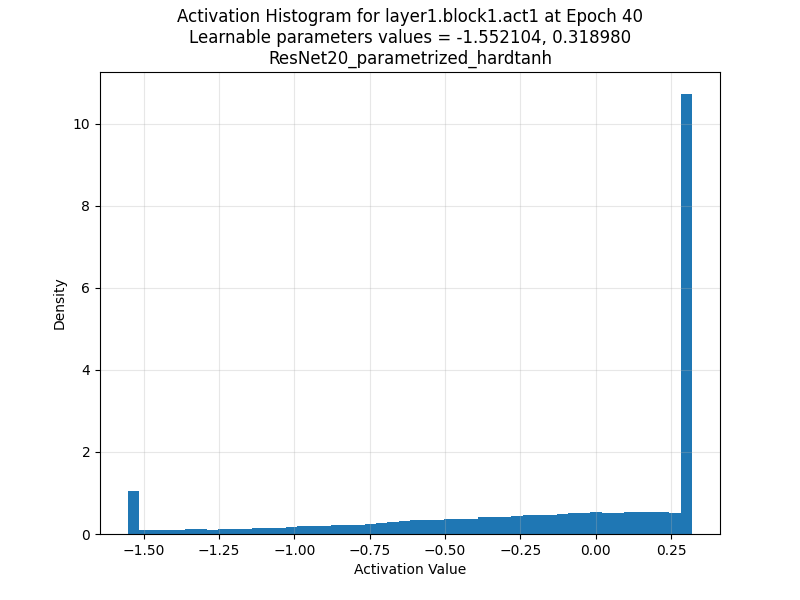 Activation Histogram for layer1.block1.act1 at Epoch 40
Learnable parameters values = -1.552104, 0.318980
ResNet20_parametrized_hardtanh
10
8
6
4
2
0
Density
−1.50 −1.25 −1.00 −0.75 −0.50 −0.25 0.00 0.25
Activation Value